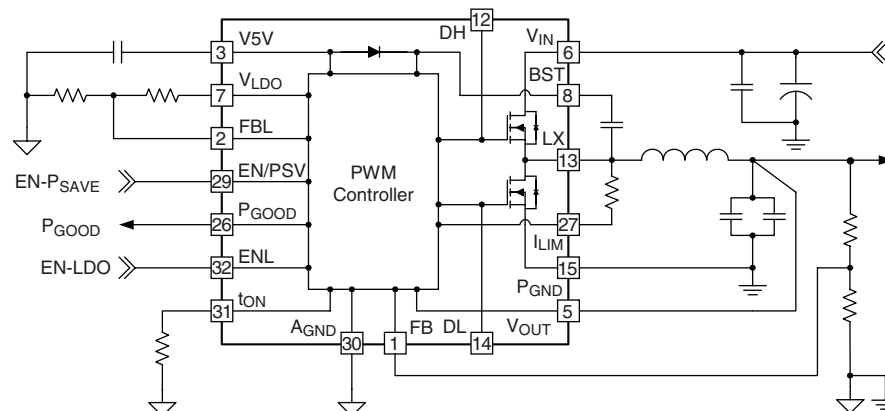 12
DH
V5V
3
VIN
6
BST
VLDO
7
8
FBL
2
LX
13
PWM
Controller
EN-PSAVE
29
EN/PSV
PGOOD
26
PGOOD
ILIM
27
EN-LDO
32
ENL
15
PGND
31
tON
5
VOUT
AGND
FB
DL
30
1
14